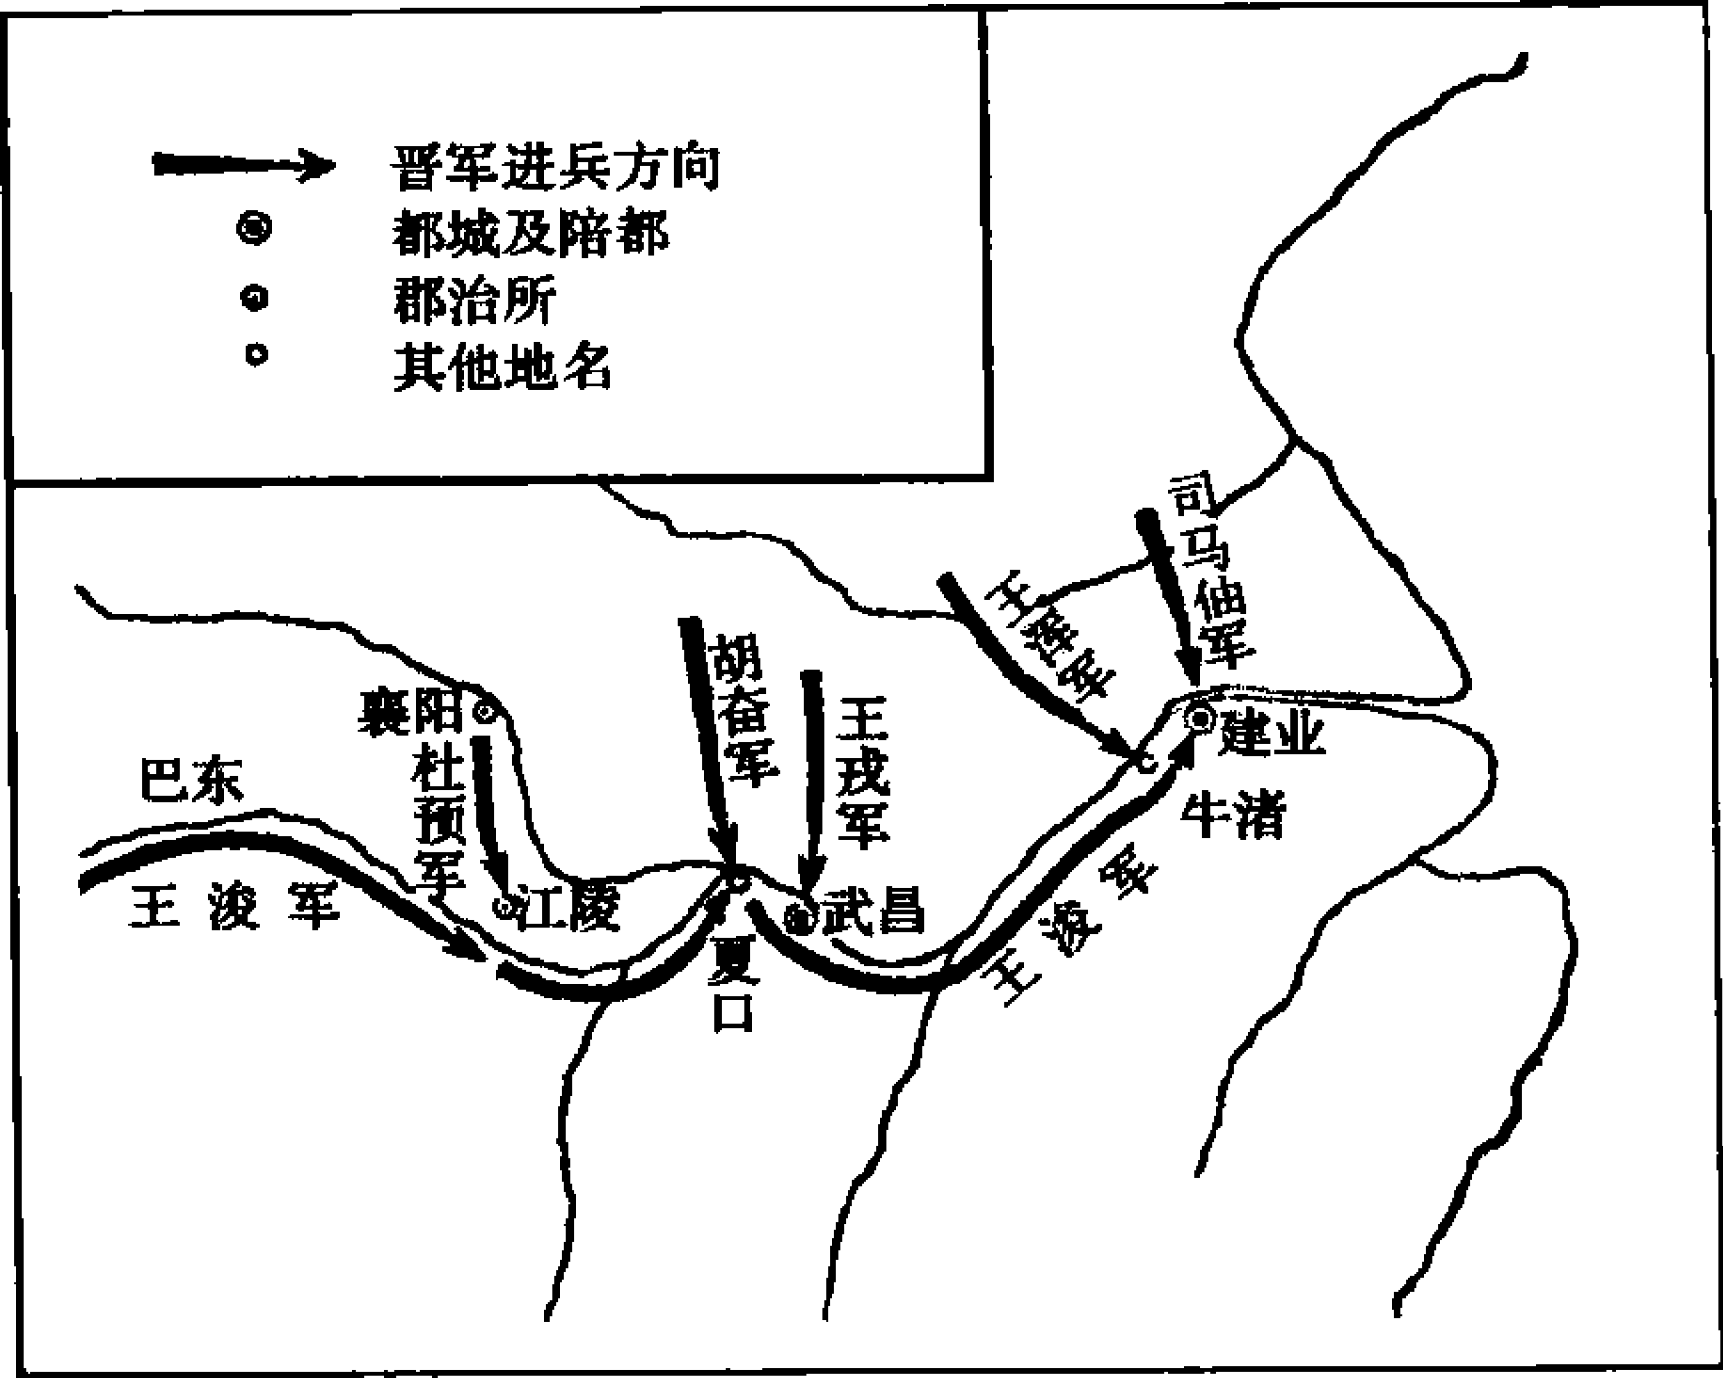 晋军进兵方向
都城及陪都
郡治所
其他地名
司马伷军
王浑军
胡奋军
王戎军
襄阳
杜预军
巴东
王浚军
江陵
夏口
武昌
建业
牛渚
王浚军